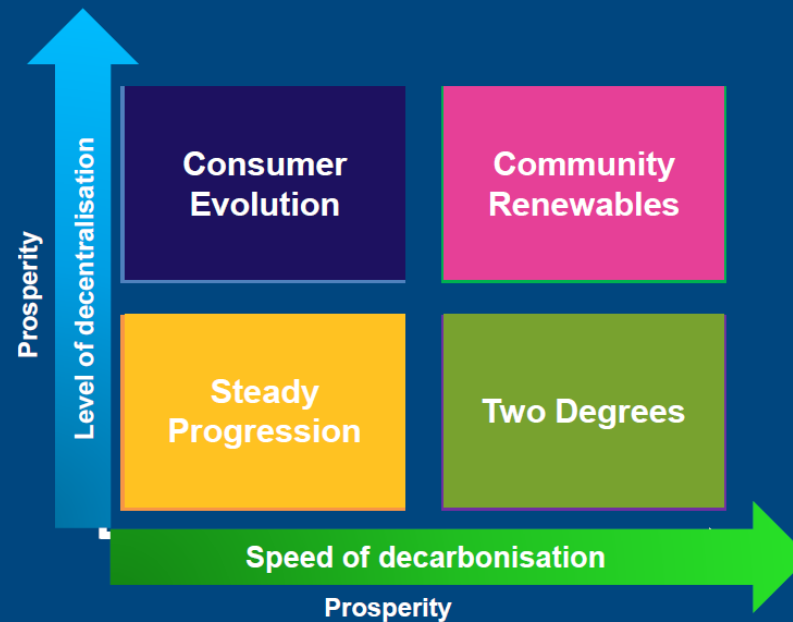 Prosperity
Level of decentralisation
Consumer
Evolution
Community
Renewables
Steady
Progression
Two Degrees
Speed of decarbonisation
Prosperity